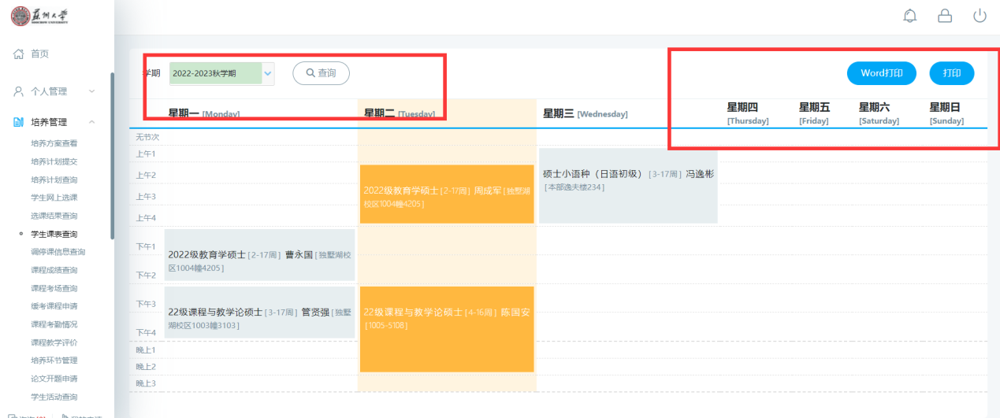 蘇州大學
SOOCHOW UNIVERSITY
首页
个人管理
培养管理
培养方案查看
培养计划提交
培养计划查询
学生网上选课
选课结果查询
学生课表查询
调停课信息查询
课程成绩查询
课程考场查询
缓考课程申请
课程考勤情况
课程教学评价
培养环节管理
论文开题申请
学生活动查询
学期 2022-2023秋学期 查询 Word打印 打印
星期一 [Monday] 星期二 [Tuesday] 星期三 [Wednesday] 星期四 星期五 星期六 星期日
[Thursday] [Friday] [Saturday] [Sunday]
无节次
上午1
上午2
上午3
上午4
下午1
下午2
下午3
下午4
晚上1
晚上2
晚上3
2022级教育学硕士 [2-17周] 曹永国 [独墅湖校
区1004幢4205]
22级课程与教学论硕士 [3-17周] 管贤强 [独墅
湖校区1003幢3103]
2022级教育学硕士 [2-17周] 周成军 [独墅湖
校区1004幢4205]
22级课程与教学论硕士 [4-16周] 陈国安
[1005-5108]
硕士小语种（日语初级） [3-17周] 冯逸彬
[本部逸夫楼234]